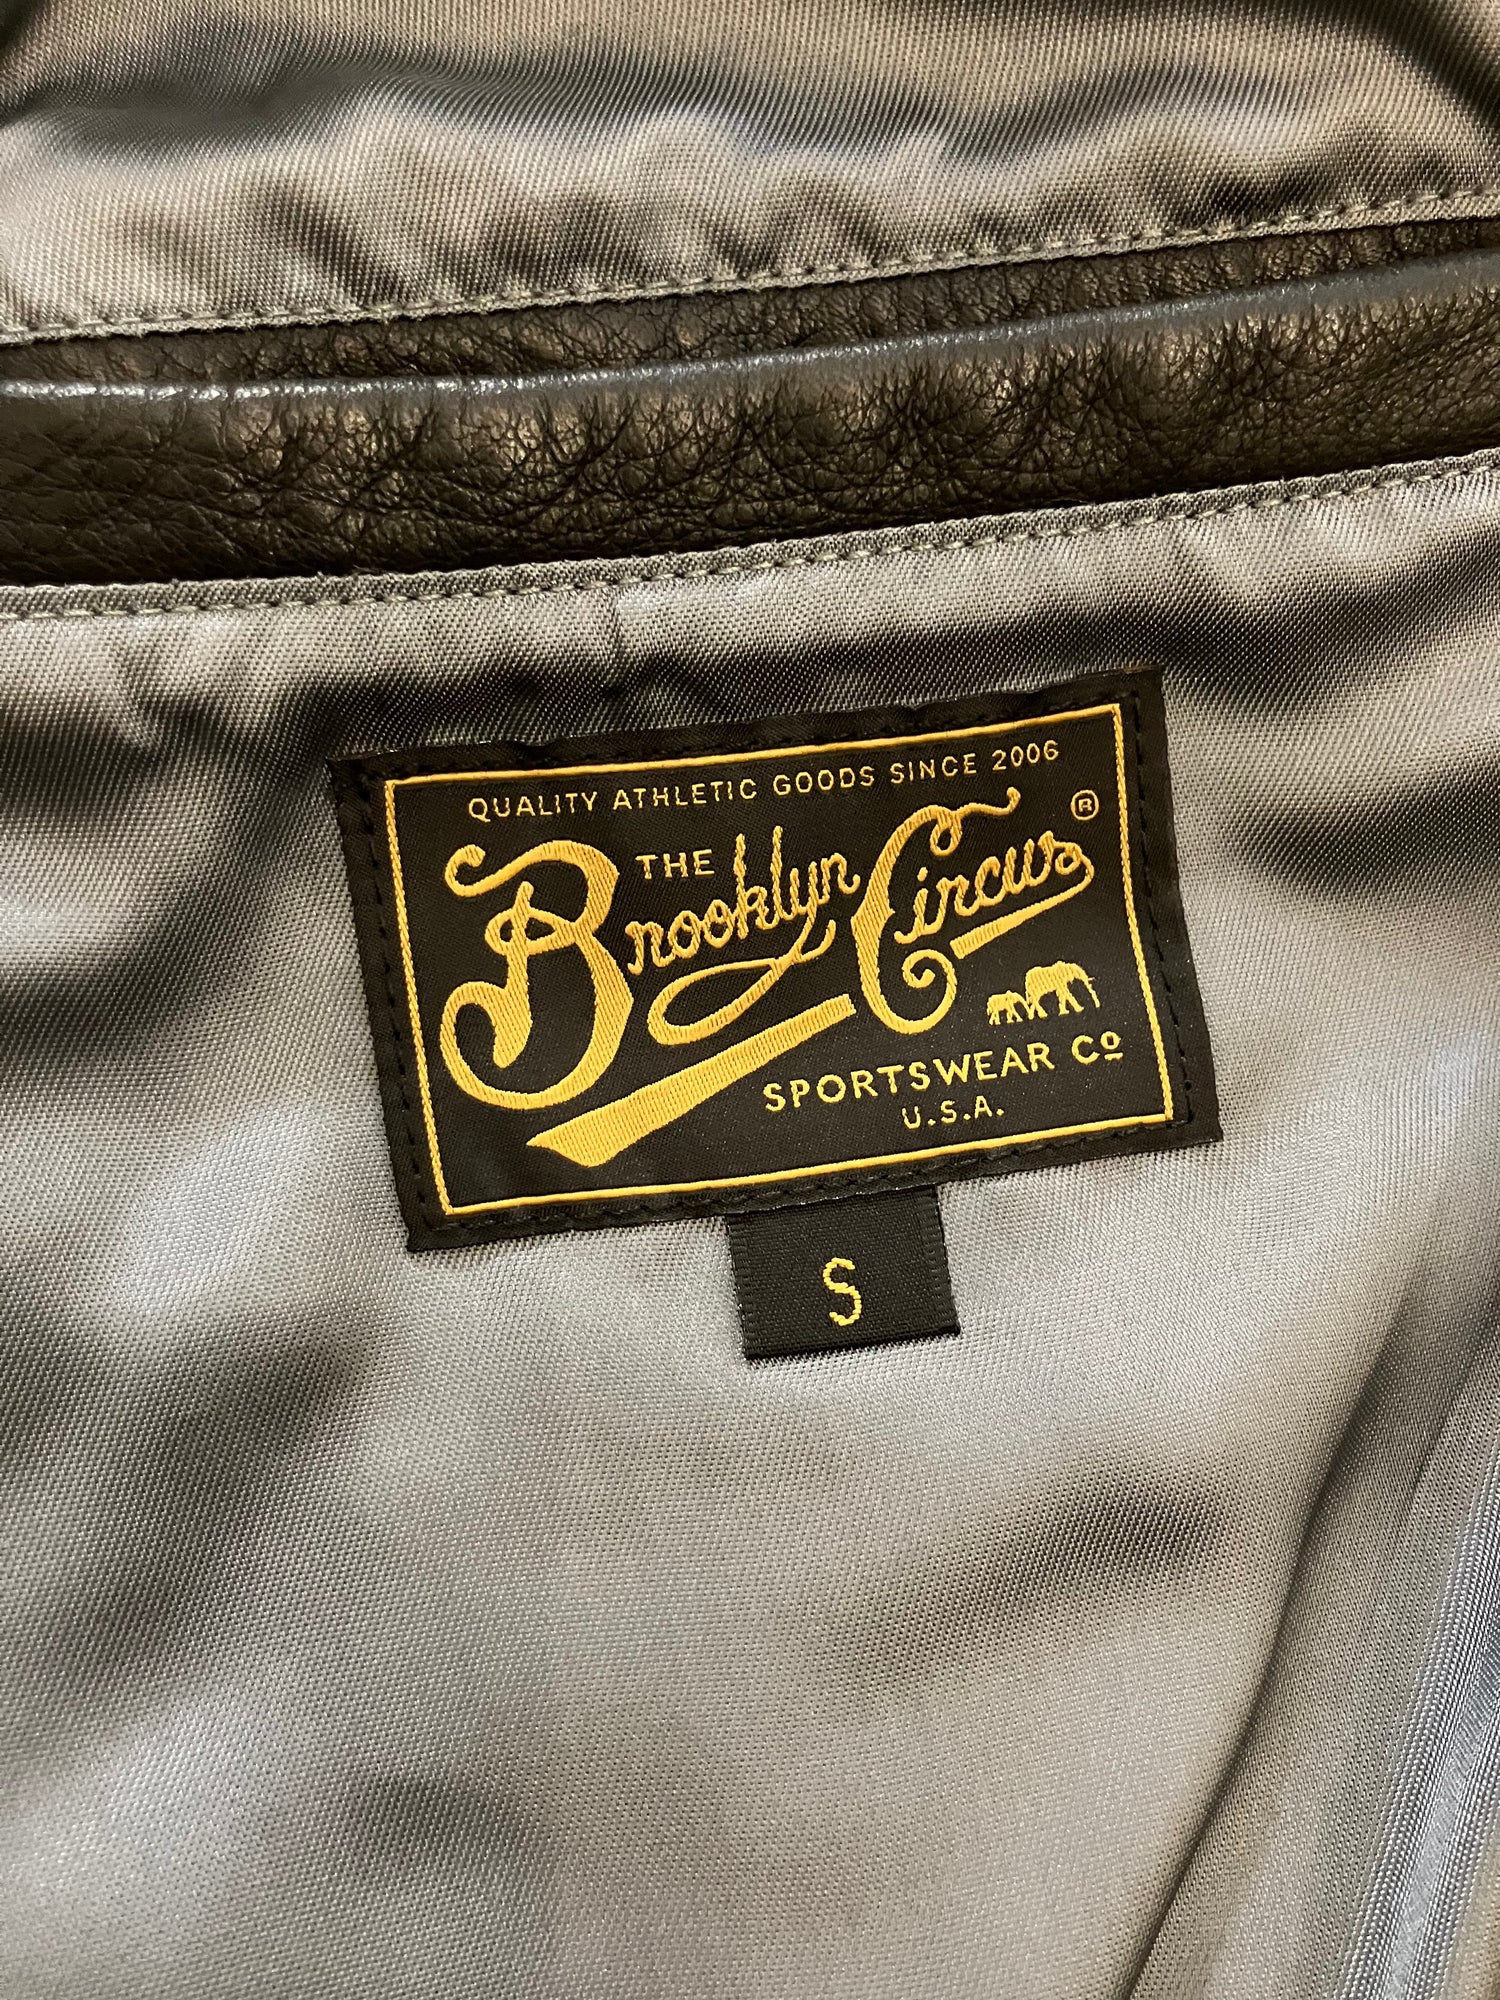 QUALITY ATHLETIC GOODS SINCE 2006
THE Brooklyn Circus ®
SPORTSWEAR Cº
U.S.A.
S